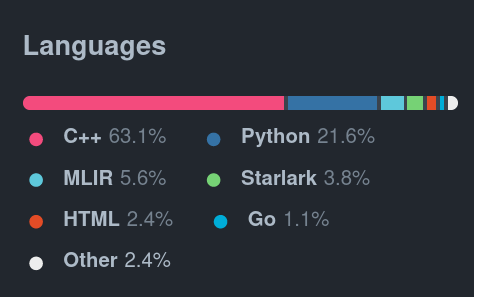 Languages
C++ 63.1% Python 21.6%
MLIR 5.6% Starlark 3.8%
HTML 2.4% Go 1.1%
Other 2.4%